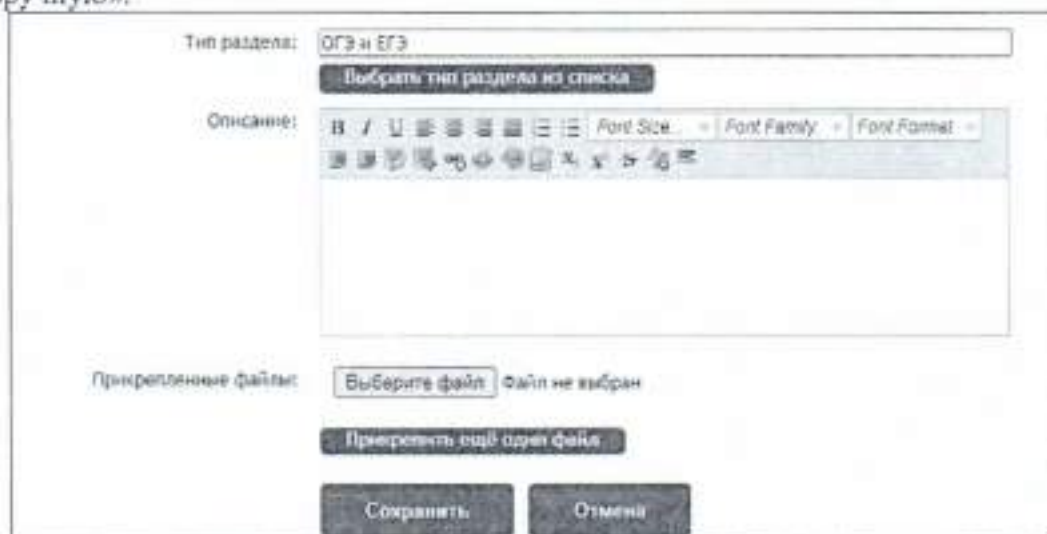 Тип раздела: ОГЭ и ЕГЭ
Выбрать тип раздела из списка
Описание: B I U Font Size... Font Family Font Format
Прикрепленные файлы: Выберите файл Файл не выбран
Прикрепить ещё один файл
Сохранить Отмена